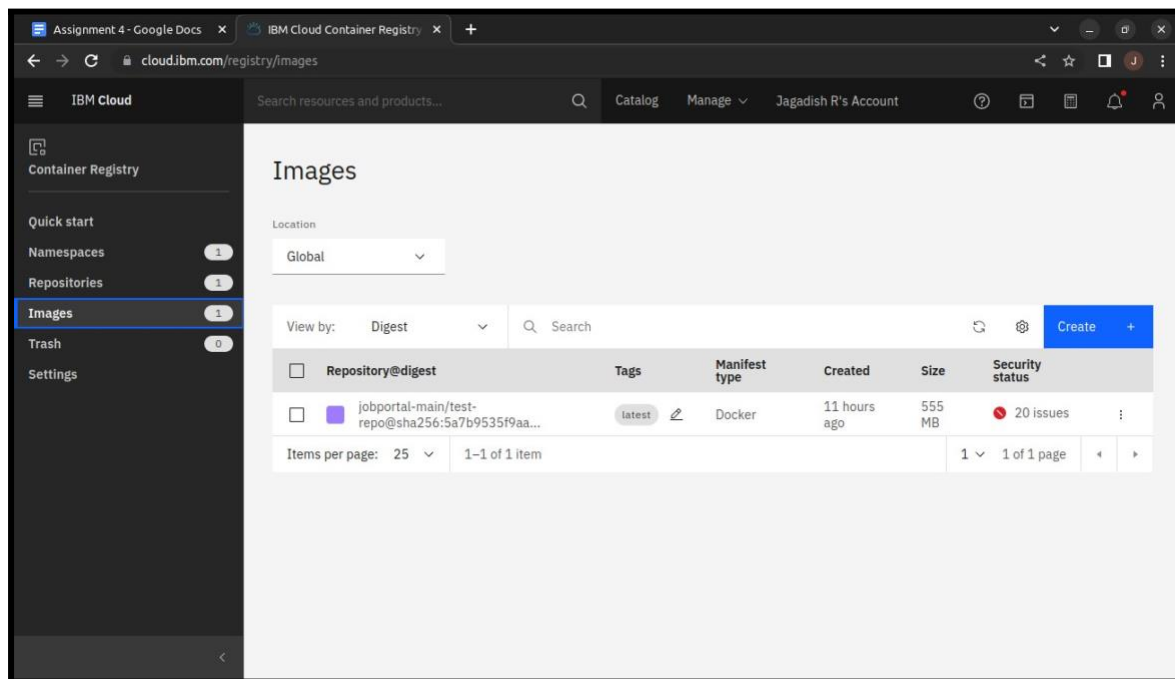 Assignment 4 - Google Docs
IBM Cloud Container Registry
cloud.ibm.com/registry/images
J
IBM Cloud
Search resources and products...
Catalog
Manage
Jagadish R's Account
Container Registry
Quick start
Namespaces 1
Repositories 1
Images 1
Trash 0
Settings
Images
Location
Global
View by: Digest
Search
Create +
Repository@digest Tags Manifest type Created Size Security status
jobportal-main/test-
repo@sha256:5a7b9535f9aa...
latest
Docker
11 hours
ago
555
MB
20 issues
Items per page: 25
1–1 of 1 item
1
1 of 1 page